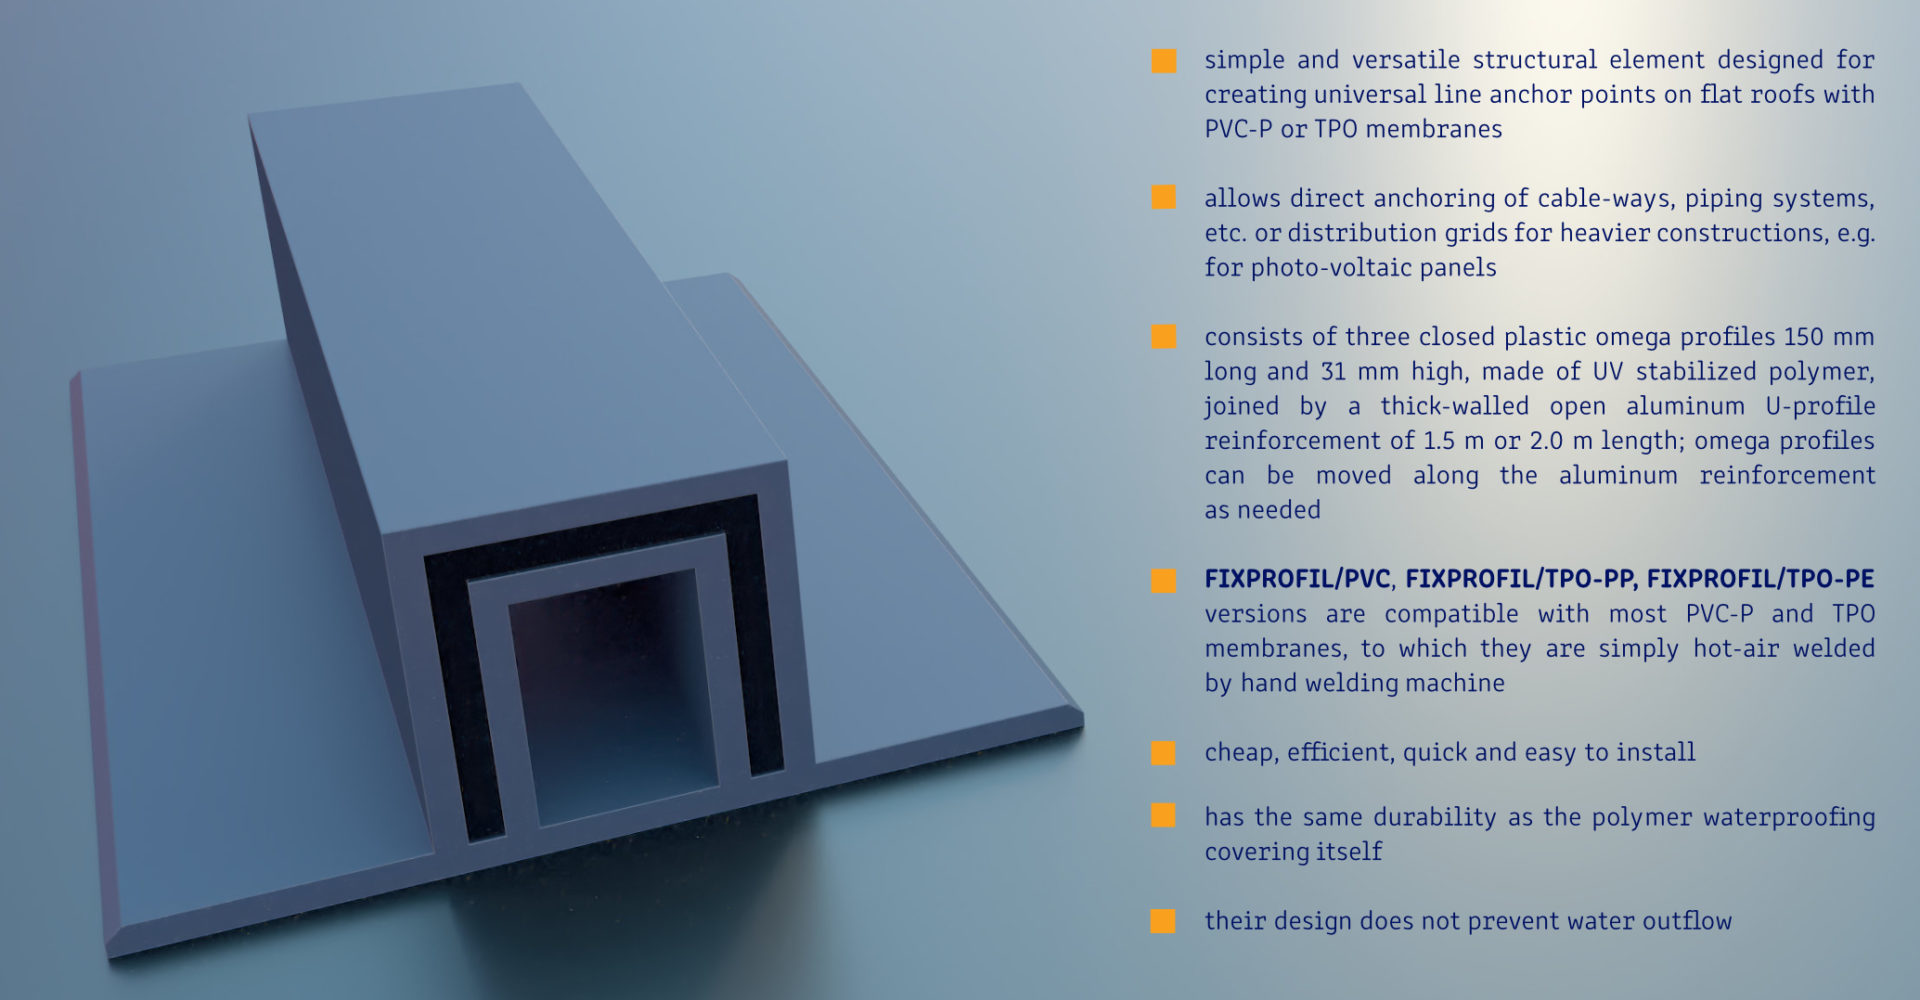 simple and versatile structural element designed for
creating universal line anchor points on flat roofs with
PVC-P or TPO membranes
allows direct anchoring of cable-ways, piping systems,
etc. or distribution grids for heavier constructions, e.g.
for photo-voltaic panels
consists of three closed plastic omega profiles 150 mm
long and 31 mm high, made of UV stabilized polymer,
joined by a thick-walled open aluminum U-profile
reinforcement of 1.5 m or 2.0 m length; omega profiles
can be moved along the aluminum reinforcement
as needed
FIXPROFIL/PVC, FIXPROFIL/TPO-PP, FIXPROFIL/TPO-PE
versions are compatible with most PVC-P and TPO
membranes, to which they are simply hot-air welded
by hand welding machine
cheap, efficient, quick and easy to install
has the same durability as the polymer waterproofing
covering itself
their design does not prevent water outflow